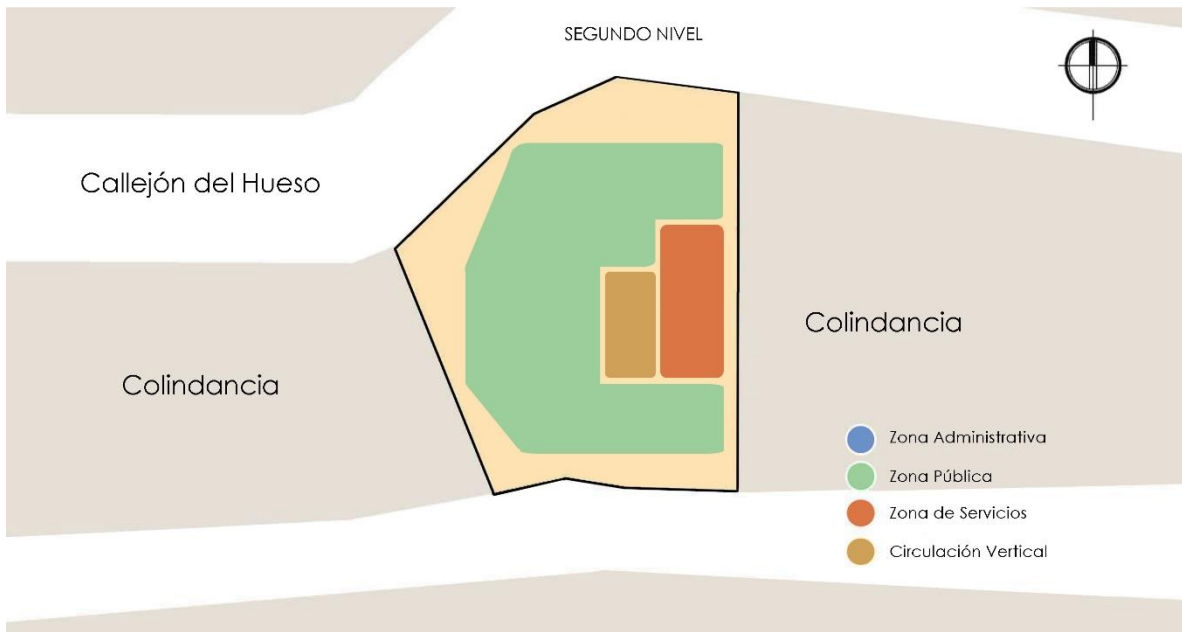 SEGUNDO NIVEL
Callejón del Hueso
Colindancia
Colindancia
Zona Administrativa
Zona Pública
Zona de Servicios
Circulación Vertical